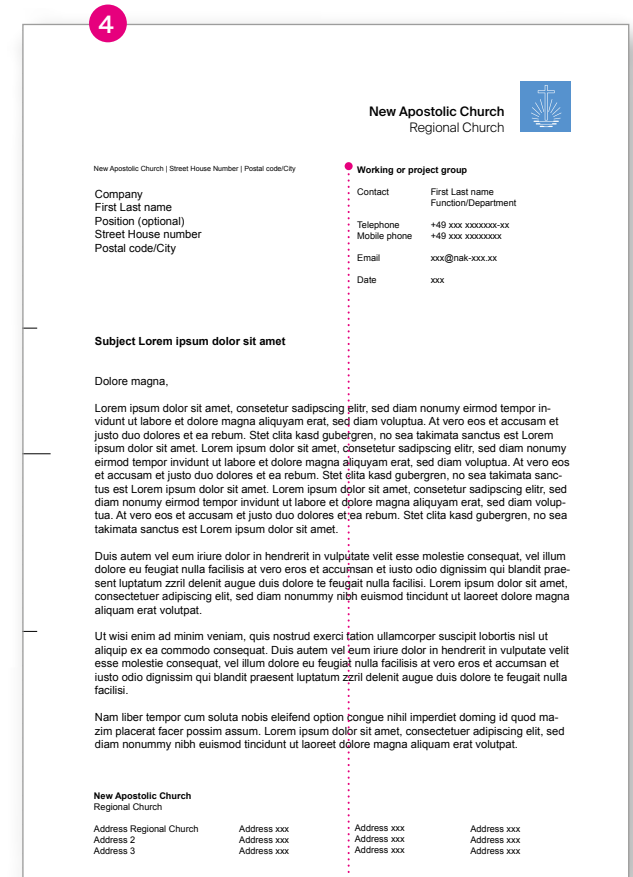 4
New Apostolic Church
Regional Church
New Apostolic Church | Street House Number | Postal code/City
Company
First Last name
Position (optional)
Street House number
Postal code/City
Working or project group
Contact First Last name
Function/Department
Telephone +49 xxx xxxxxxx-xx
Mobile phone +49 xxx xxxxxxxx
Email xxx@nak-xxx.xx
Date xxx
Subject Lorem ipsum dolor sit amet
Dolore magna,
Lorem ipsum dolor sit amet, consetetur sadipscing elitr, sed diam nonumy eirmod tempor in-
vidunt ut labore et dolore magna aliquyam erat, sed diam voluptua. At vero eos et accusam et
justo duo dolores et ea rebum. Stet clita kasd gubergren, no sea takimata sanctus est Lorem
ipsum dolor sit amet. Lorem ipsum dolor sit amet, consetetur sadipscing elitr, sed diam nonumy
eirmod tempor invidunt ut labore et dolore magna aliquyam erat, sed diam voluptua. At vero eos
et accusam et justo duo dolores et ea rebum. Stet clita kasd gubergren, no sea takimata sanc-
tus est Lorem ipsum dolor sit amet. Lorem ipsum dolor sit amet, consetetur sadipscing elitr, sed
diam nonumy eirmod tempor invidunt ut labore et dolore magna aliquyam erat, sed diam volup-
tua. At vero eos et accusam et justo duo dolores et ea rebum. Stet clita kasd gubergren, no sea
takimata sanctus est Lorem ipsum dolor sit amet.
Duis autem vel eum iriure dolor in hendrerit in vulputate velit esse molestie consequat, vel illum
dolore eu feugiat nulla facilisis at vero eros et accumsan et iusto odio dignissim qui blandit prae-
sent luptatum zzril delenit augue duis dolore te feugait nulla facilisi. Lorem ipsum dolor sit amet,
consectetuer adipiscing elit, sed diam nonummy nibh euismod tincidunt ut laoreet dolore magna
aliquam erat volutpat.
Ut wisi enim ad minim veniam, quis nostrud exerci tation ullamcorper suscipit lobortis nisl ut
aliquip ex ea commodo consequat. Duis autem vel eum iriure dolor in hendrerit in vulputate velit
esse molestie consequat, vel illum dolore eu feugiat nulla facilisis at vero eros et accumsan et
iusto odio dignissim qui blandit praesent luptatum zzril delenit augue duis dolore te feugait nulla
facilisi.
Nam liber tempor cum soluta nobis eleifend option congue nihil imperdiet doming id quod ma-
zim placerat facer possim assum. Lorem ipsum dolor sit amet, consectetuer adipiscing elit, sed
diam nonummy nibh euismod tincidunt ut laoreet dolore magna aliquam erat volutpat.
New Apostolic Church
Regional Church
Address Regional Church Address xxx Address xxx Address xxx
Address 2 Address xxx Address xxx Address xxx
Address 3 Address xxx Address xxx Address xxx